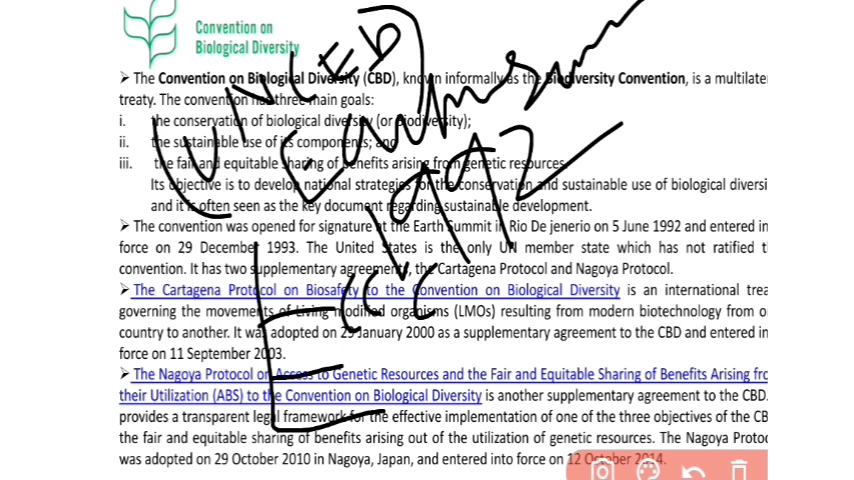 Convention on
Biological Diversity
➢ The Convention on Biological Diversity (CBD), known informally as the Biodiversity Convention, is a multilater
treaty. The convention has three main goals:
i. the conservation of biological diversity (or biodiversity);
ii. the sustainable use of its components; and
iii. the fair and equitable sharing of benefits arising from genetic resources.
Its objective is to develop national strategies for the conservation and sustainable use of biological diversi
and it is often seen as the key document regarding sustainable development.
➢ The convention was opened for signature at the Earth Summit in Rio De jenerio on 5 June 1992 and entered in
force on 29 December 1993. The United States is the only UN member state which has not ratified t
convention. It has two supplementary agreements, the Cartagena Protocol and Nagoya Protocol.
➢ The Cartagena Protocol on Biosafety to the Convention on Biological Diversity is an international trea
governing the movements of Living modified organisms (LMOs) resulting from modern biotechnology from o
country to another. It was adopted on 29 January 2000 as a supplementary agreement to the CBD and entered in
force on 11 September 2003.
➢ The Nagoya Protocol on Access to Genetic Resources and the Fair and Equitable Sharing of Benefits Arising fro
their Utilization (ABS) to the Convention on Biological Diversity is another supplementary agreement to the CBD.
provides a transparent legal framework for the effective implementation of one of the three objectives of the CB
the fair and equitable sharing of benefits arising out of the utilization of genetic resources. The Nagoya Protoc
was adopted on 29 October 2010 in Nagoya, Japan, and entered into force on 12 October 2014.
(UNCED)
Earth Summ
1992